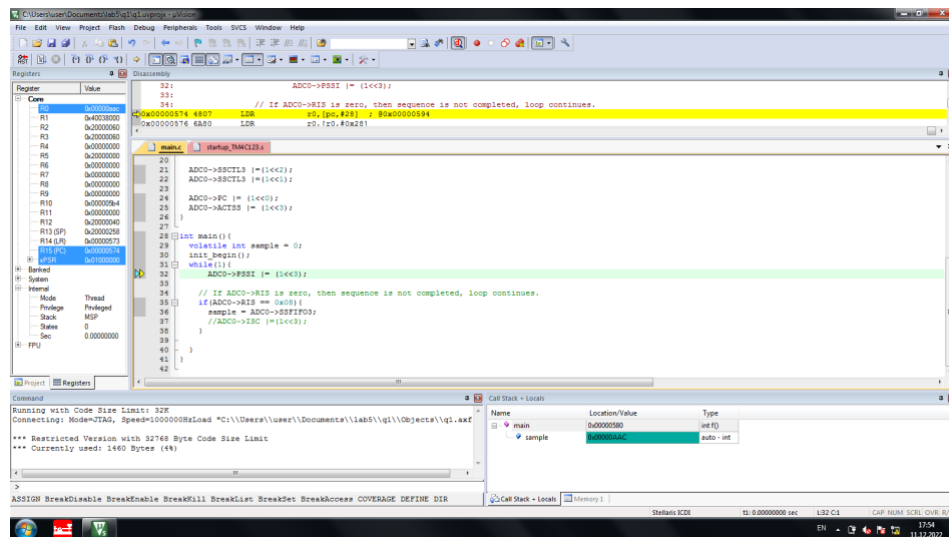 C:\Users\user\Documents\lab5\q1\q1.uvprojx - µVision
File Edit View Project Flash Debug Peripherals Tools SVCS Window Help
Registers
Register Value
Core
R0 0x00000aac
R1 0x40038000
R2 0x20000060
R3 0x20000060
R4 0x00000000
R5 0x20000000
R6 0x00000000
R7 0x00000000
R8 0x00000000
R9 0x00000000
R10 0x000005b4
R11 0x00000000
R12 0x20000040
R13 (SP) 0x20000258
R14 (LR) 0x00000573
R15 (PC) 0x00000574
xPSR 0x01000000
Banked
System
Internal
Mode Thread
Privilege Privileged
Stack MSP
States 0
Sec 0.00000000
FPU
Project Registers
Disassembly
32: ADC0->PSSI |= (1<<3);
33:
34: // If ADC0->RIS is zero, then sequence is not completed, loop continues.
0x00000574 4807 LDR r0,[pc,#28] ; @0x00000594
0x00000576 6A80 LDR r0,[r0,#0x28]
main.c startup_TM4C123.s
20
21 ADC0->SSCTL3 |=(1<<2);
22 ADC0->SSCTL3 |=(1<<1);
23
24 ADC0->PC |= (1<<0);
25 ADC0->ACTSS |= (1<<3);
26 }
27
28 int main(){
29 volatile int sample = 0;
30 init_begin();
31 while(1){
32 ADC0->PSSI |= (1<<3);
33
34 // If ADC0->RIS is zero, then sequence is not completed, loop continues.
35 if(ADC0->RIS == 0x08){
36 sample = ADC0->SSFIFO3;
37 //ADC0->ISC |=(1<<3);
38 }
39
40 }
41 }
42
Command
Running with Code Size Limit: 32K
Connecting: Mode=JTAG, Speed=1000000HzLoad "C:\\Users\\user\\Documents\\lab5\\q1\\Objects\\q1.axf
*** Restricted Version with 32768 Byte Code Size Limit
*** Currently used: 1460 Bytes (4%)
>
ASSIGN BreakDisable BreakEnable BreakKill BreakList BreakSet BreakAccess COVERAGE DEFINE DIR
Call Stack + Locals
Name Location/Value Type
main 0x00000580 int f()
sample 0x00000AAC auto - int
Call Stack + Locals Memory 1
Stellaris ICDI t1: 0.00000000 sec L:32 C:1 CAP NUM SCRL OVR R/
EN 17:54
11.12.2022